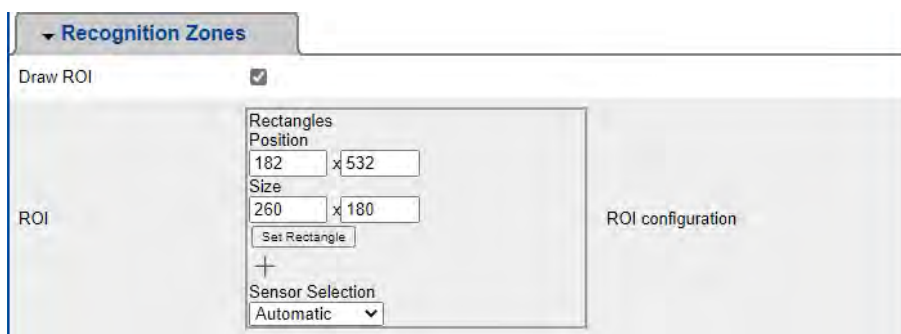 Recognition Zones
Draw ROI
Rectangles
Position
182 x 532
Size
260 x 180
ROI
ROI configuration
Set Rectangle
+
Sensor Selection
Automatic